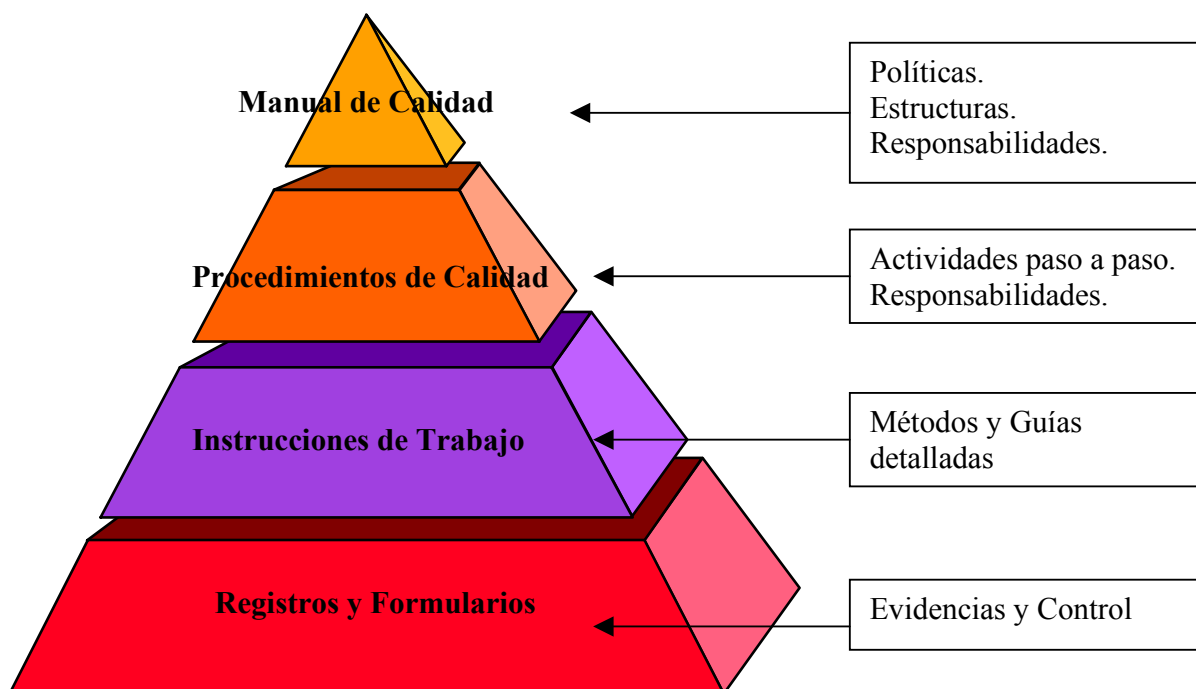 Manual de Calidad
Políticas.
Estructuras.
Responsabilidades.
Procedimientos de Calidad
Actividades paso a paso.
Responsabilidades.
Instrucciones de Trabajo
Métodos y Guías
detalladas
Registros y Formularios
Evidencias y Control